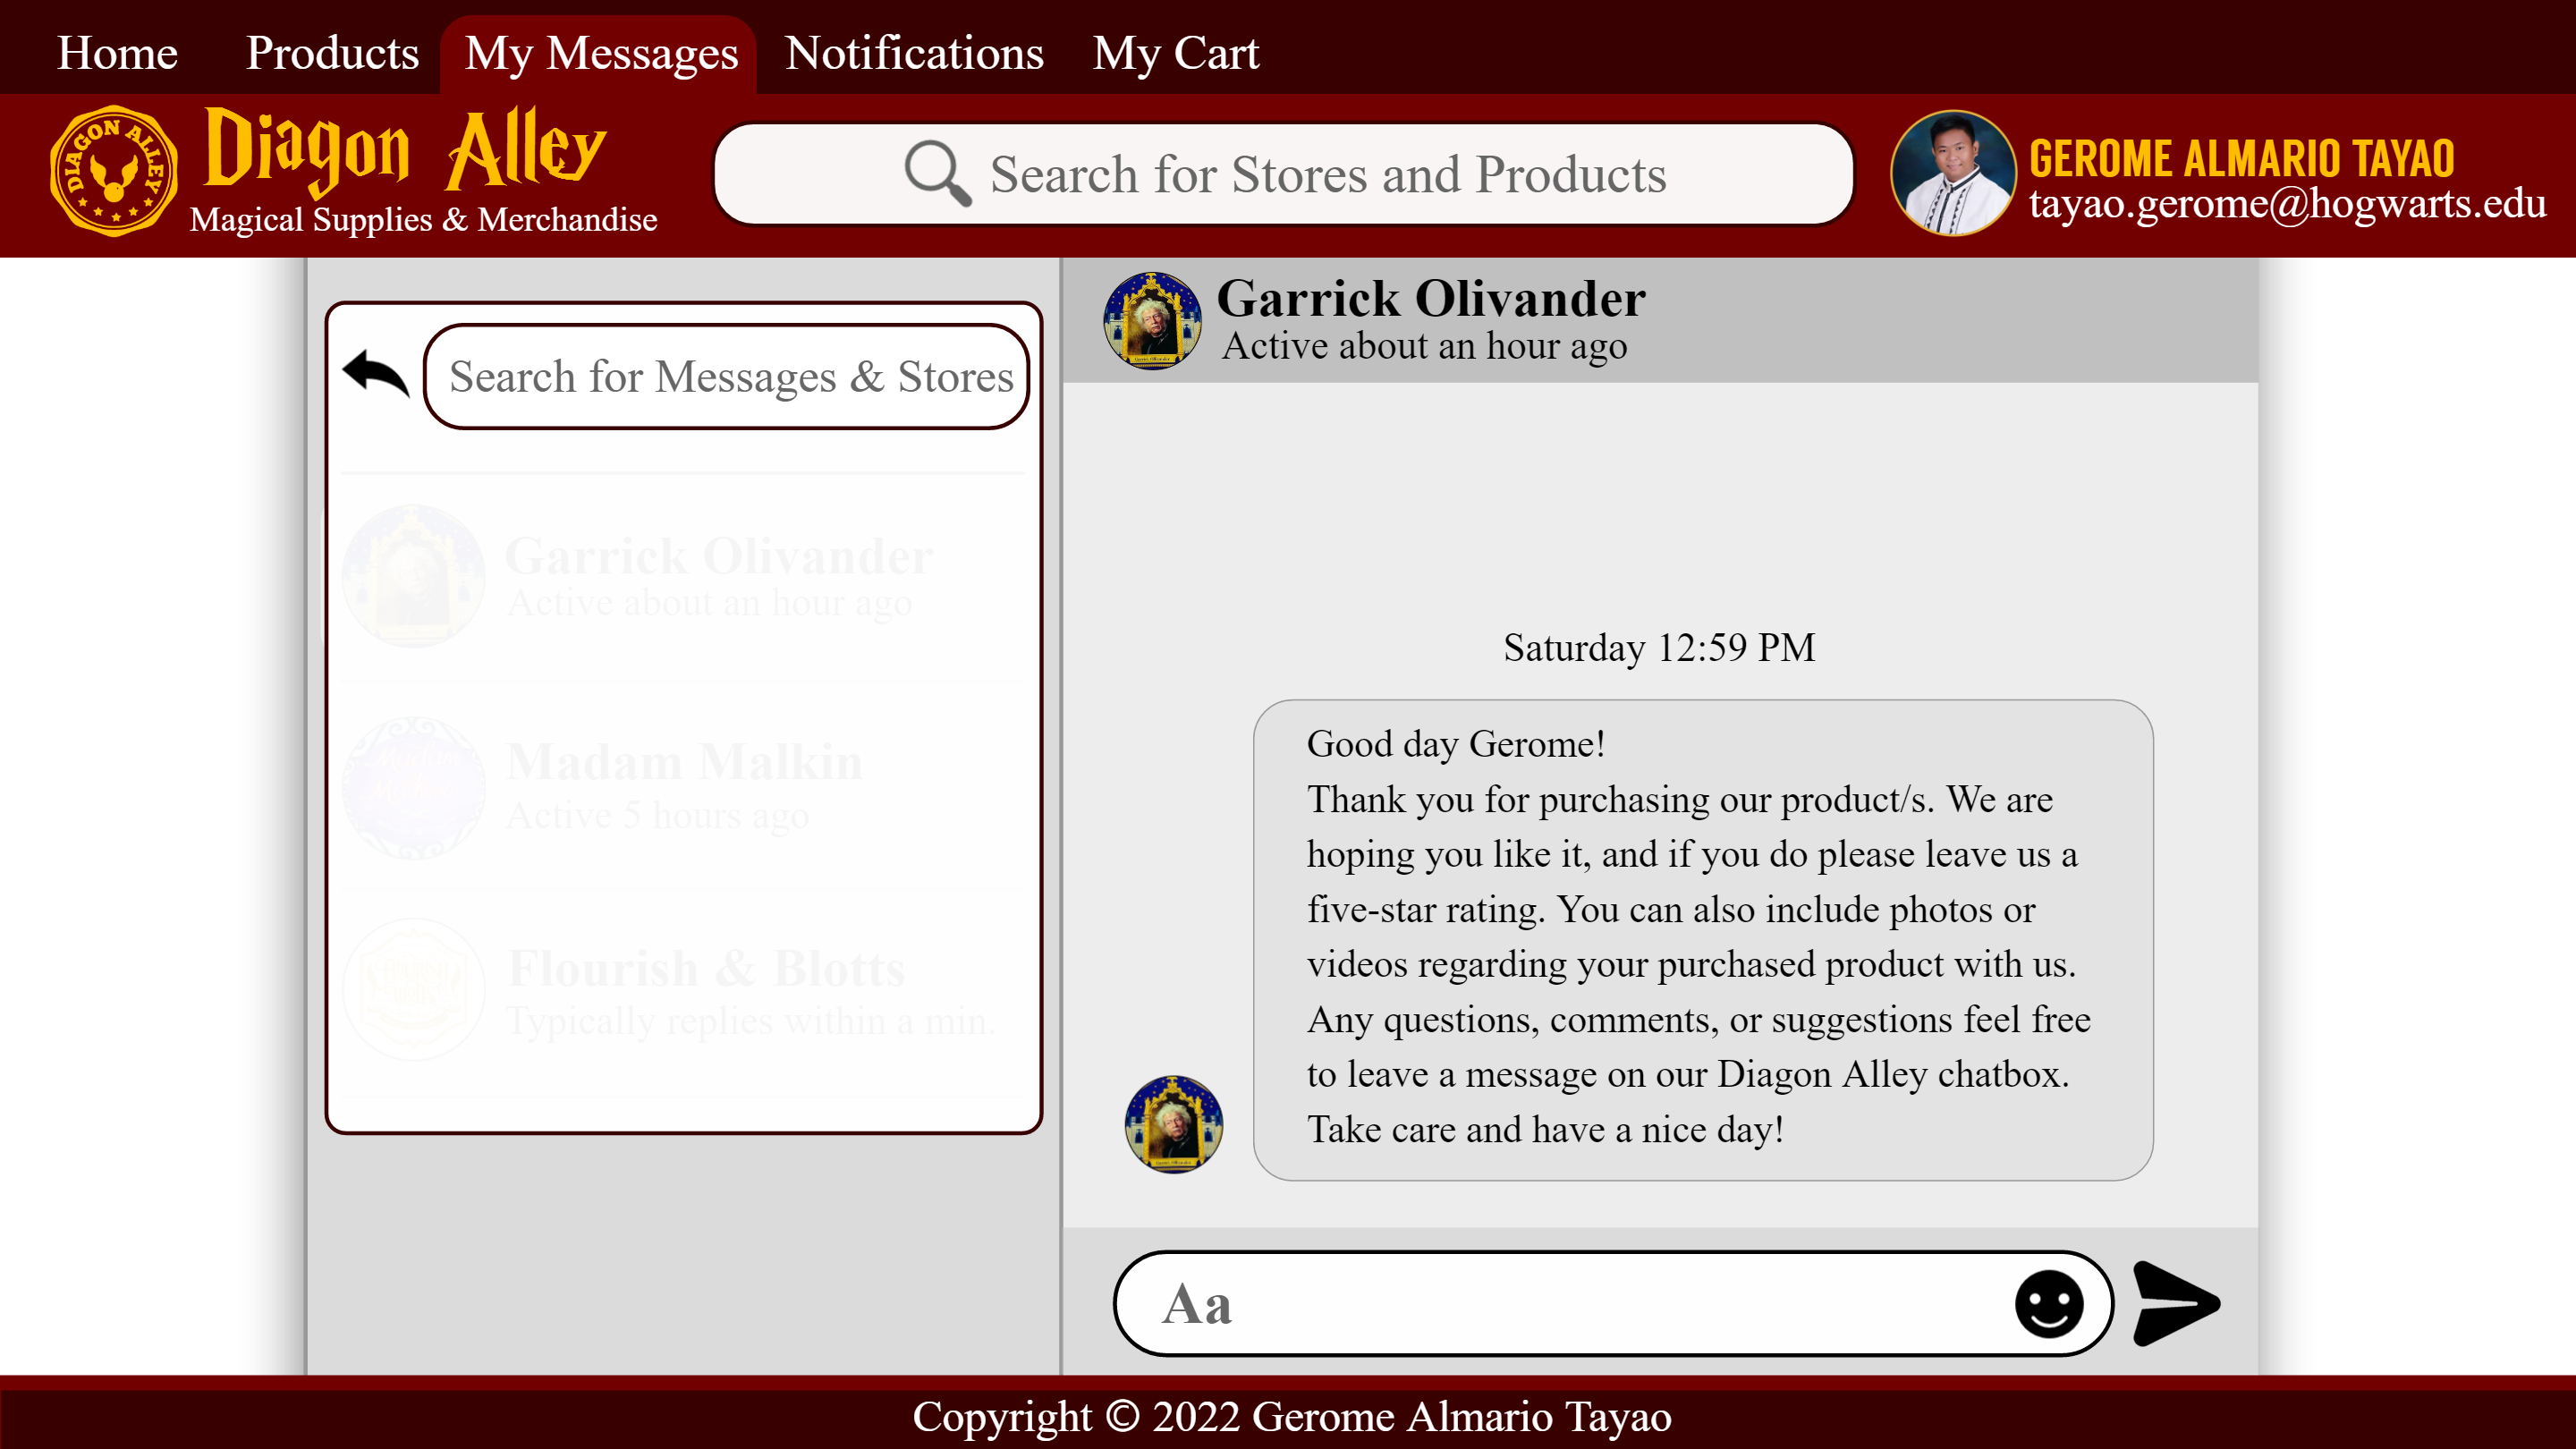 Home Products My Messages Notifications My Cart
DIAGON ALLEY
Diagon Alley
Magical Supplies & Merchandise
Search for Stores and Products
GEROME ALMARIO TAYAO
tayao.gerome@hogwarts.edu
Search for Messages & Stores
Garrick Olivander
Active about an hour ago
Madam Malkin
Active 5 hours ago
Flourish & Blotts
Typically replies within a min.
Garrick Olivander
Active about an hour ago
Saturday 12:59 PM
Good day Gerome!
Thank you for purchasing our product/s. We are
hoping you like it, and if you do please leave us a
five-star rating. You can also include photos or
videos regarding your purchased product with us.
Any questions, comments, or suggestions feel free
to leave a message on our Diagon Alley chatbox.
Take care and have a nice day!
Aa
Copyright © 2022 Gerome Almario Tayao